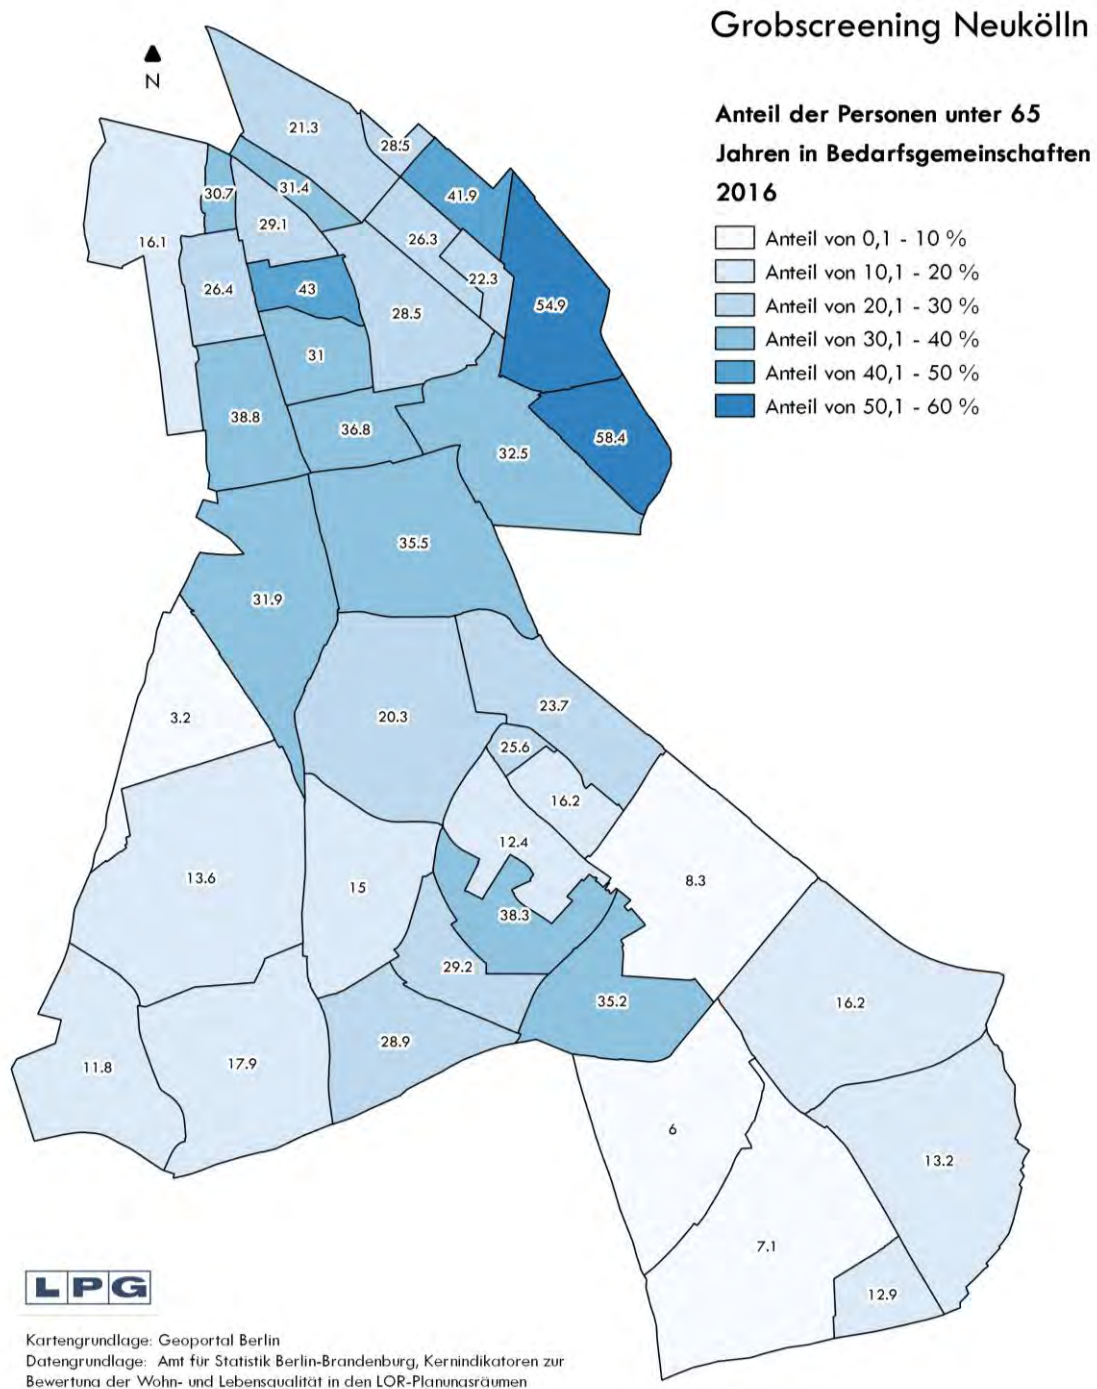 Grobscreening Neukölln
N
Anteil der Personen unter 65
Jahren in Bedarfsgemeinschaften
2016
Anteil von 0,1 - 10 %
Anteil von 10,1 - 20 %
Anteil von 20,1 - 30 %
Anteil von 30,1 - 40 %
Anteil von 40,1 - 50 %
Anteil von 50,1 - 60 %
21.3
28.5
31.4
30.7
41.9
29.1
16.1
26.3
22.3
26.4
43
28.5
54.9
31
38.8
36.8
58.4
32.5
35.5
31.9
3.2
20.3
23.7
25.6
16.2
12.4
13.6
15
8.3
38.3
29.2
35.2
16.2
28.9
17.9
11.8
6
13.2
7.1
12.9
LPG
Kartengrundlage: Geoportal Berlin
Datengrundlage: Amt für Statistik Berlin-Brandenburg, Kernindikatoren zur
Bewertung der Wohn- und Lebensqualität in den LOR-Planungsräumen